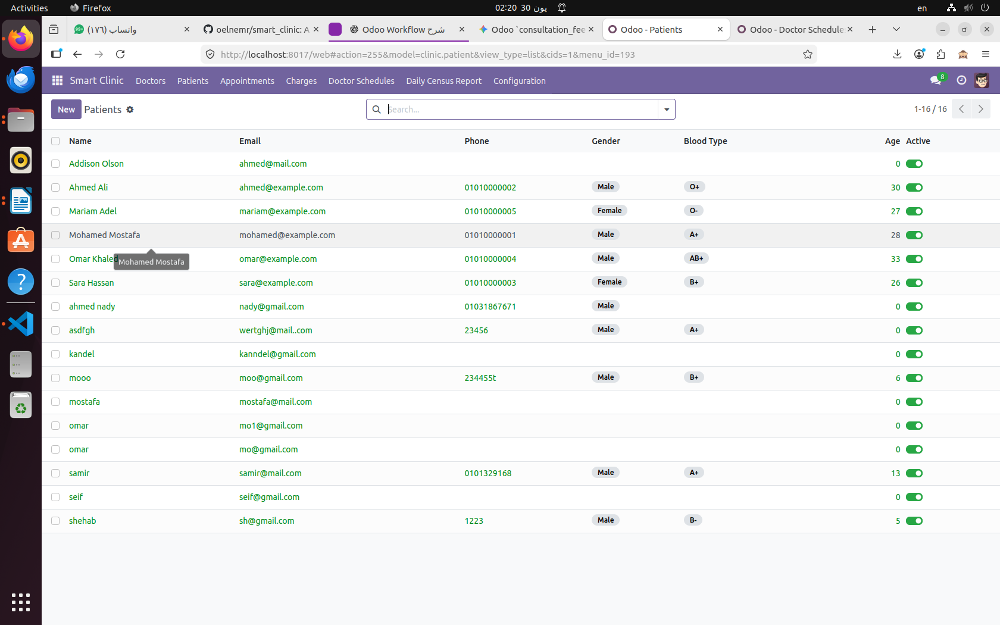 Activities Firefox 02:20 30 يون en
99+ واتساب (١٧٦) oelnemr/smart_clinic: A Odoo Workflow شرح Odoo `consultation_fee Odoo - Patients Odoo - Doctor Schedule
http://localhost:8017/web#action=255&model=clinic.patient&view_type=list&cids=1&menu_id=193
Smart Clinic Doctors Patients Appointments Charges Doctor Schedules Daily Census Report Configuration 8
New Patients Search... 1-16 / 16
Name Email Phone Gender Blood Type Age Active
Addison Olson ahmed@mail.com 0
Ahmed Ali ahmed@example.com 01010000002 Male O+ 30
Mariam Adel mariam@example.com 01010000005 Female O- 27
Mohamed Mostafa mohamed@example.com 01010000001 Male A+ 28
Omar Khaled omar@example.com 01010000004 Male AB+ 33
Mohamed Mostafa
Sara Hassan sara@example.com 01010000003 Female B+ 26
ahmed nady nady@gmail.com 01031867671 Male 0
asdfgh wertghj@mail..com 23456 Male A+ 0
kandel kanndel@gmail.com 0
mooo moo@gmail.com 234455t Male B+ 6
mostafa mostafa@mail.com 0
omar mo1@gmail.com 0
omar mo@gmail.com 0
samir samir@mail.com 0101329168 Male A+ 13
seif seif@gmail.com 0
shehab sh@gmail.com 1223 Male B- 5